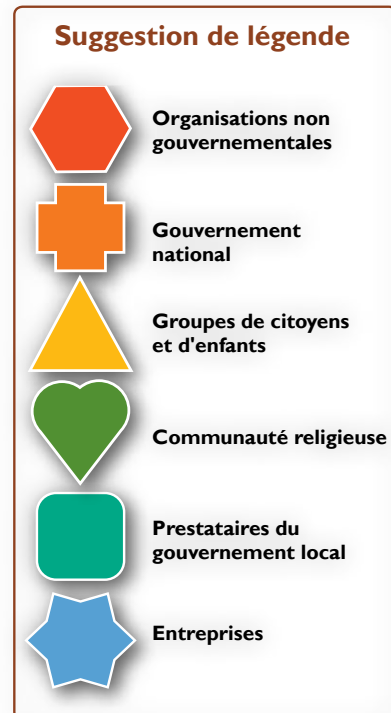 Suggestion de légende
Organisations non
gouvernementales
Gouvernement
national
Groupes de citoyens
et d'enfants
Communauté religieuse
Prestataires du
gouvernement local
Entreprises